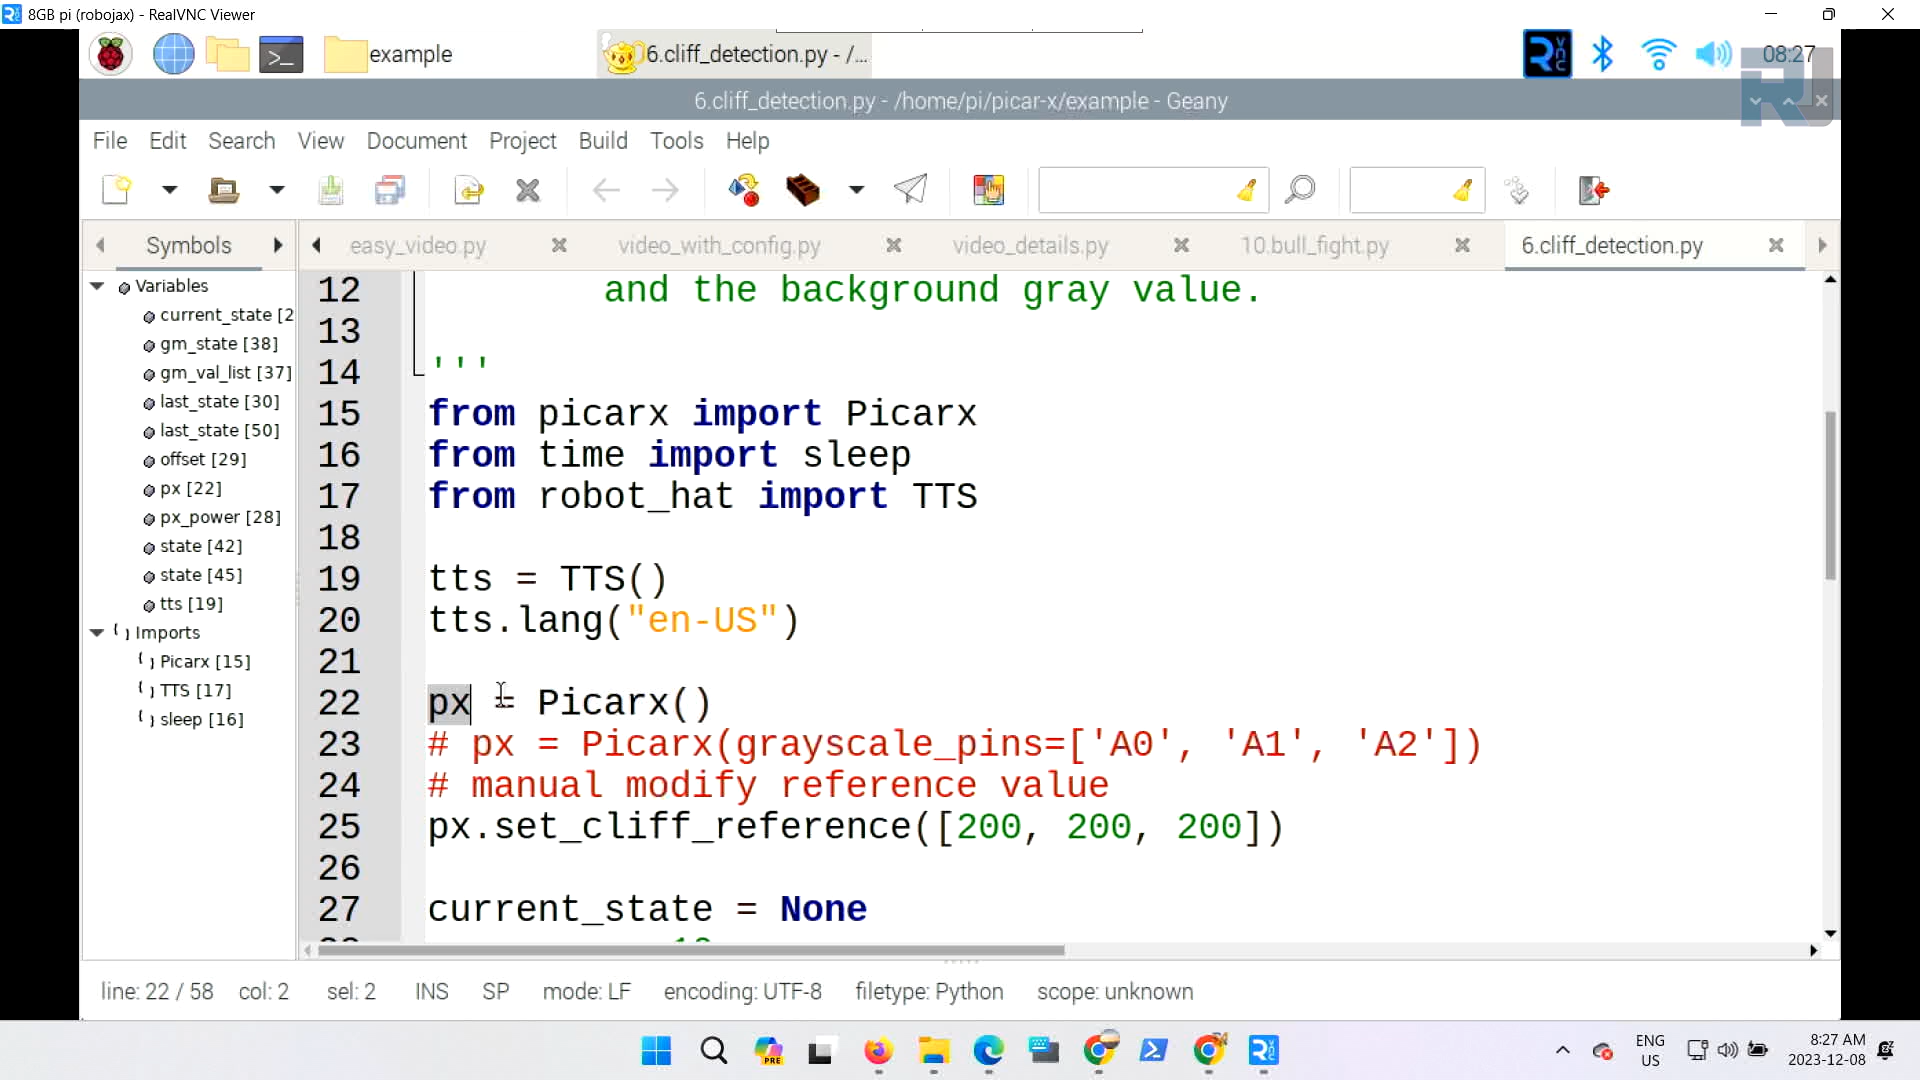 8GB pi (robojax) - RealVNC Viewer
example
6.cliff_detection.py - /...
08:27
6.cliff_detection.py - /home/pi/picar-x/example - Geany
File Edit Search View Document Project Build Tools Help
Symbols
easy_video.py
video_with_config.py
video_details.py
10.bull_fight.py
6.cliff_detection.py
Variables
current_state [2
gm_state [38]
gm_val_list [37]
last_state [30]
last_state [50]
offset [29]
px [22]
px_power [28]
state [42]
state [45]
tts [19]
Imports
Picarx [15]
TTS [17]
sleep [16]
12 and the background gray value.
13
14 '''
15 from picarx import Picarx
16 from time import sleep
17 from robot_hat import TTS
18
19 tts = TTS()
20 tts.lang("en-US")
21
22 px = Picarx()
23 # px = Picarx(grayscale_pins=['A0', 'A1', 'A2'])
24 # manual modify reference value
25 px.set_cliff_reference([200, 200, 200])
26
27 current_state = None
line: 22 / 58 col: 2 sel: 2 INS SP mode: LF encoding: UTF-8 filetype: Python scope: unknown
ENG
US
8:27 AM
2023-12-08